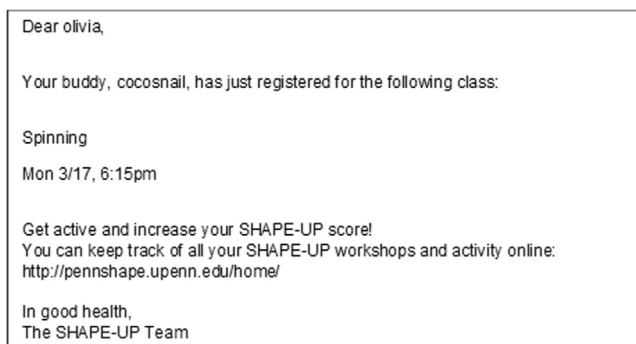 Dear olivia,
Your buddy, cocosnail, has just registered for the following class:
Spinning
Mon 3/17, 6:15pm
Get active and increase your SHAPE-UP score!
You can keep track of all your SHAPE-UP workshops and activity online:
http://pennshape.upenn.edu/home/
In good health,
The SHAPE-UP Team